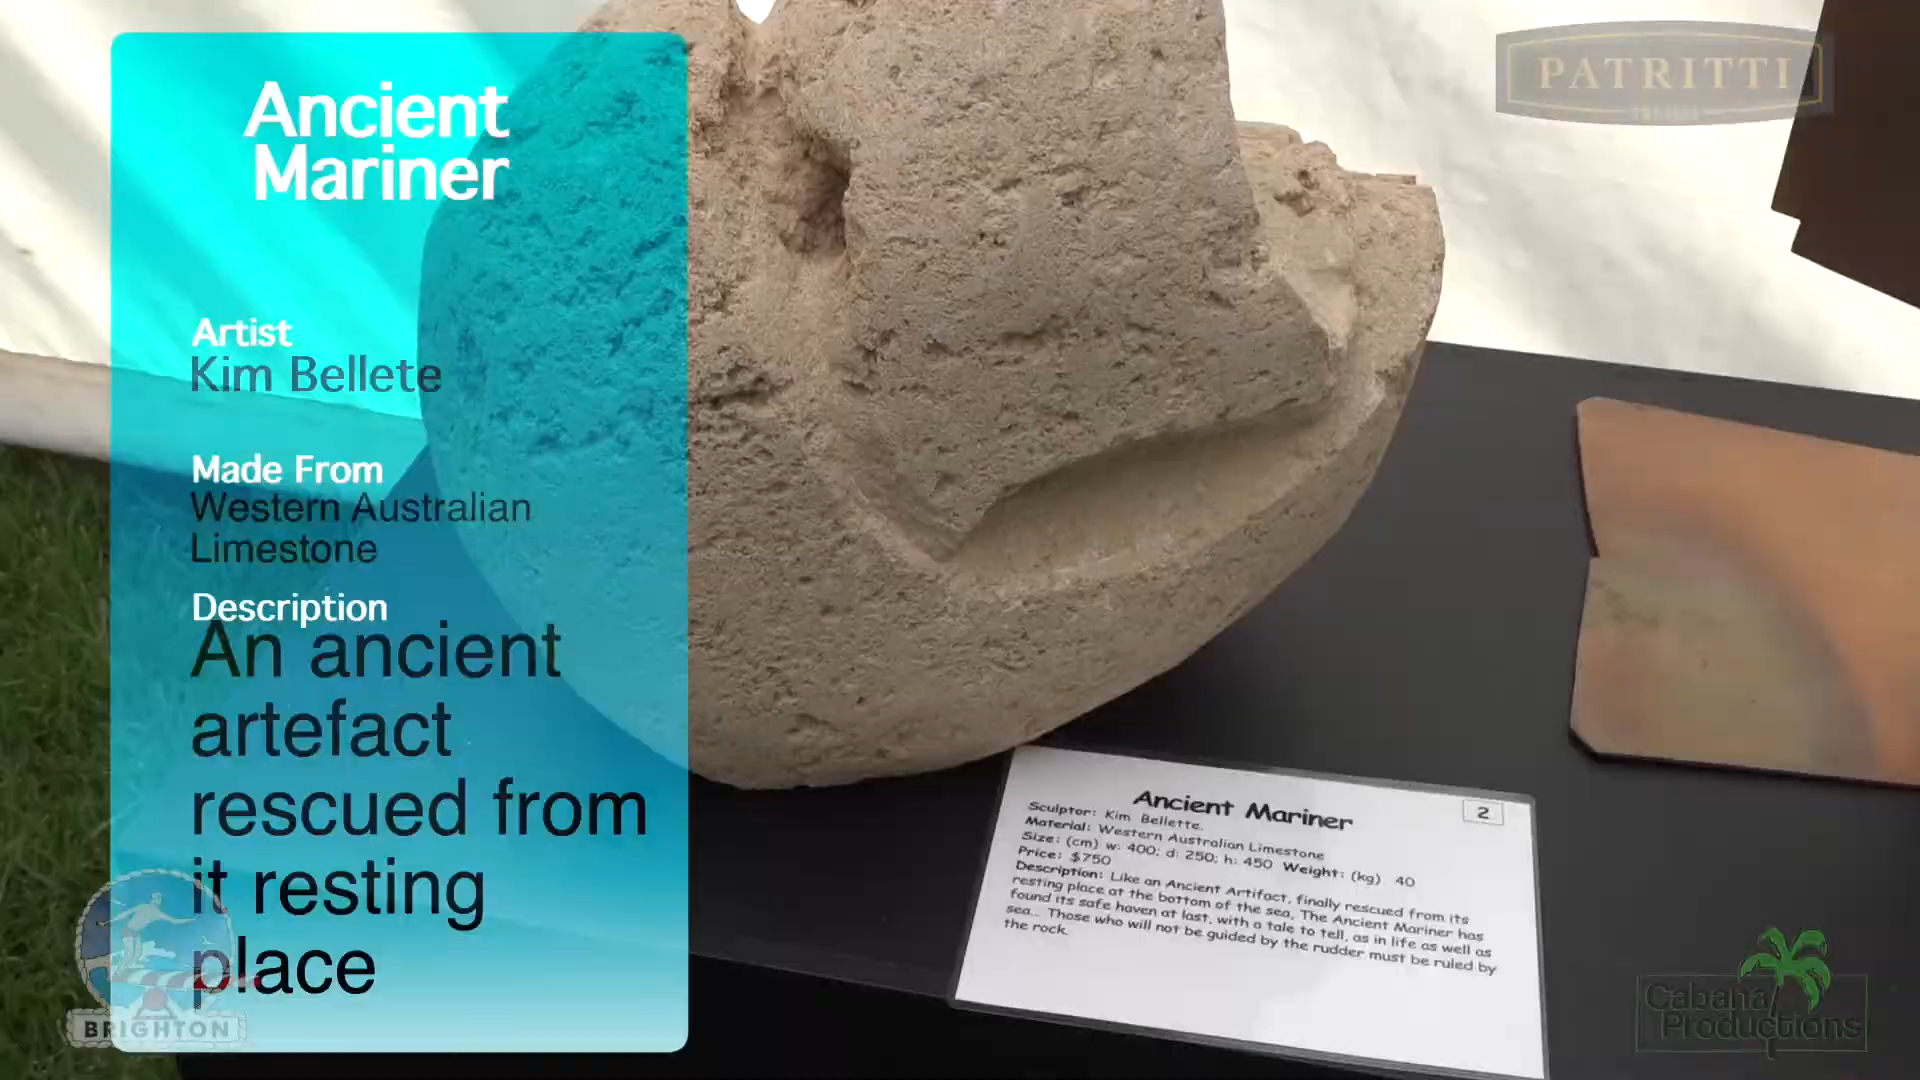 Ancient
Mariner
Artist
Kim Bellete
Made From
Western Australian
Limestone
Description
An ancient
artefact
rescued from
it resting
place
BRIGHTON
PATRITTI
Ancient Mariner
2
Sculptor: Kim Bellette.
Material: Western Australian Limestone
Size: (cm) w: 400; d: 250; h: 450 Weight: (kg) 40
Price: $750
Description: Like an Ancient Artifact, finally rescued from its
resting place at the bottom of the sea, The Ancient Mariner has
found its safe haven at last, with a tale to tell, as in life as well as
sea... Those who will not be guided by the rudder must be ruled by
the rock.
Cabana
Productions